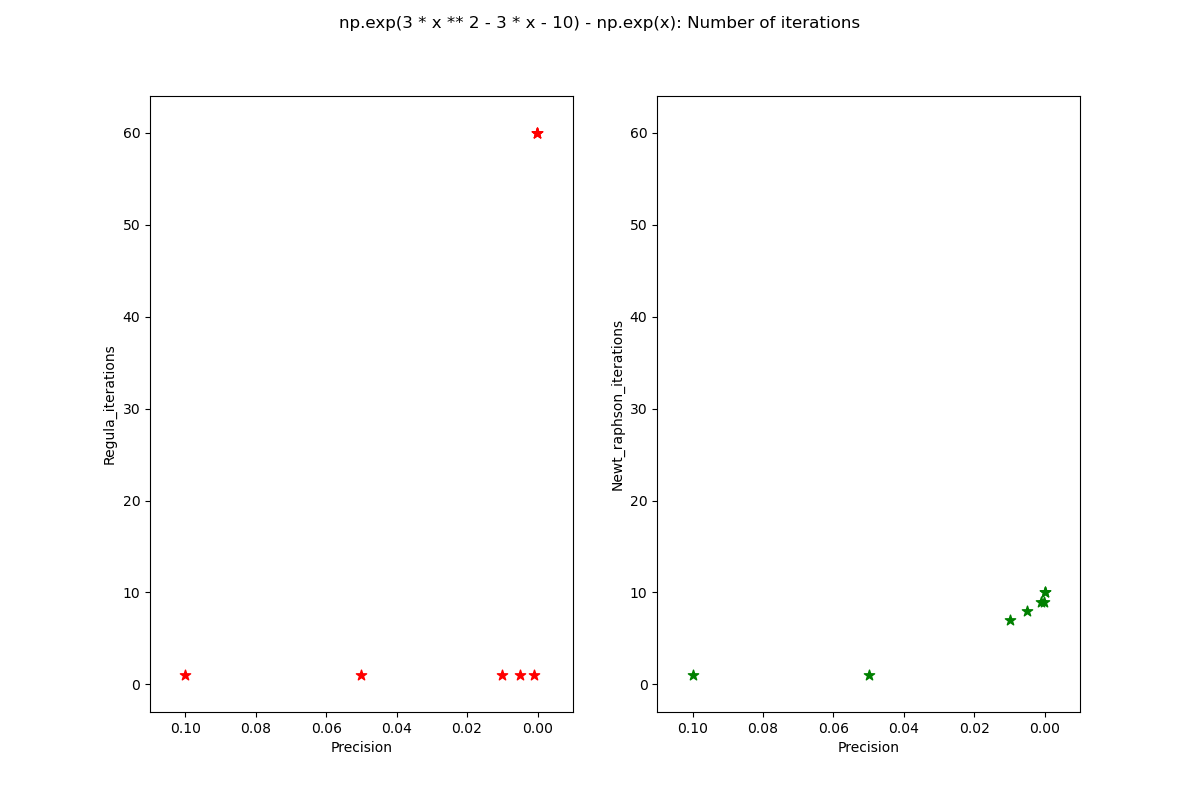 np.exp(3 * x ** 2 - 3 * x - 10) - np.exp(x): Number of iterations
60
50
40
30
20
10
0
Regula_iterations
0.10 0.08 0.06 0.04 0.02 0.00
Precision
60
50
40
30
20
10
0
Newt_raphson_iterations
0.10 0.08 0.06 0.04 0.02 0.00
Precision